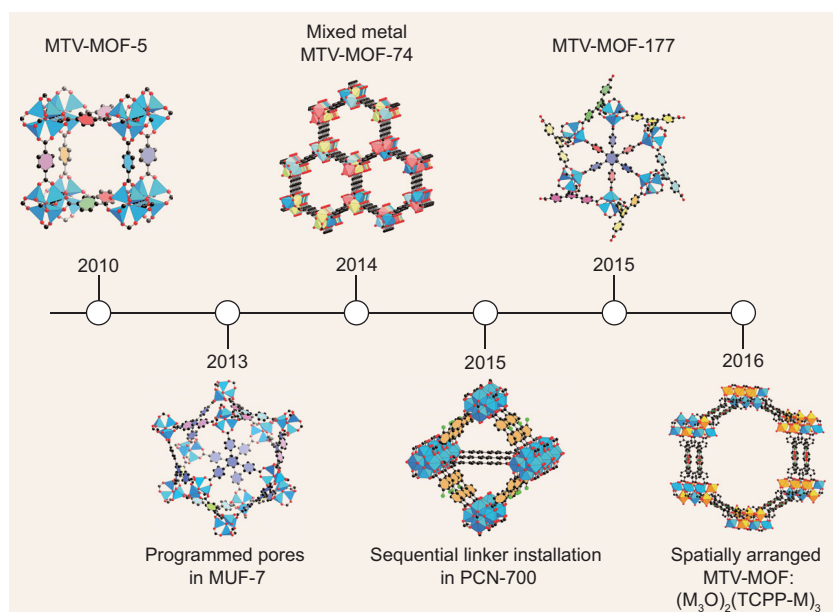 MTV-MOF-5
Mixed metal
MTV-MOF-74
MTV-MOF-177
2010
2014
2015
2013
2015
2016
Programmed pores
in MUF-7
Sequential linker installation
in PCN-700
Spatially arranged
MTV-MOF:
(M₃O)₂(TCPP-M)₃